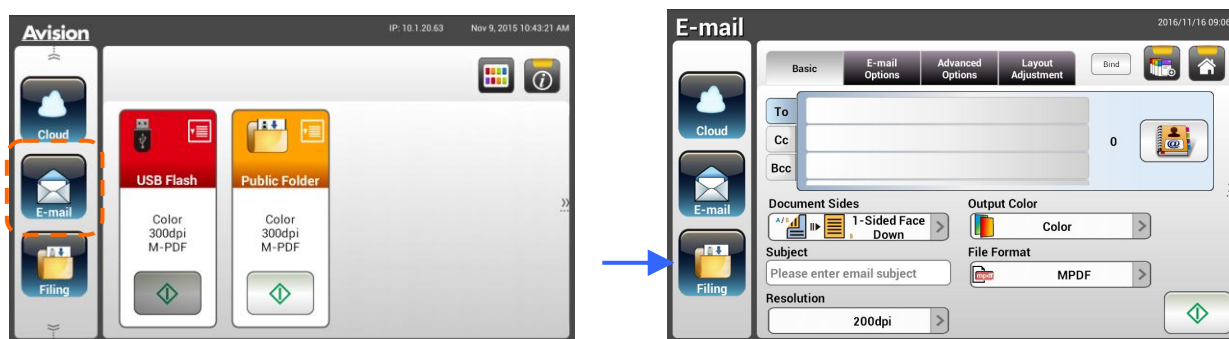 Avision
IP: 10.1.20.63 Nov 9, 2015 10:43:21 AM
Cloud
E-mail
Filing
USB Flash
Color
300dpi
M-PDF
Public Folder
Color
300dpi
M-PDF
E-mail
2016/11/16 09:06
Cloud
E-mail
Filing
Basic
E-mail
Options
Advanced
Options
Layout
Adjustment
Bind
To
Cc
Bcc
0
Document Sides
1-Sided Face
Down
Output Color
Color
Subject
Please enter email subject
File Format
mpdf
MPDF
Resolution
200dpi